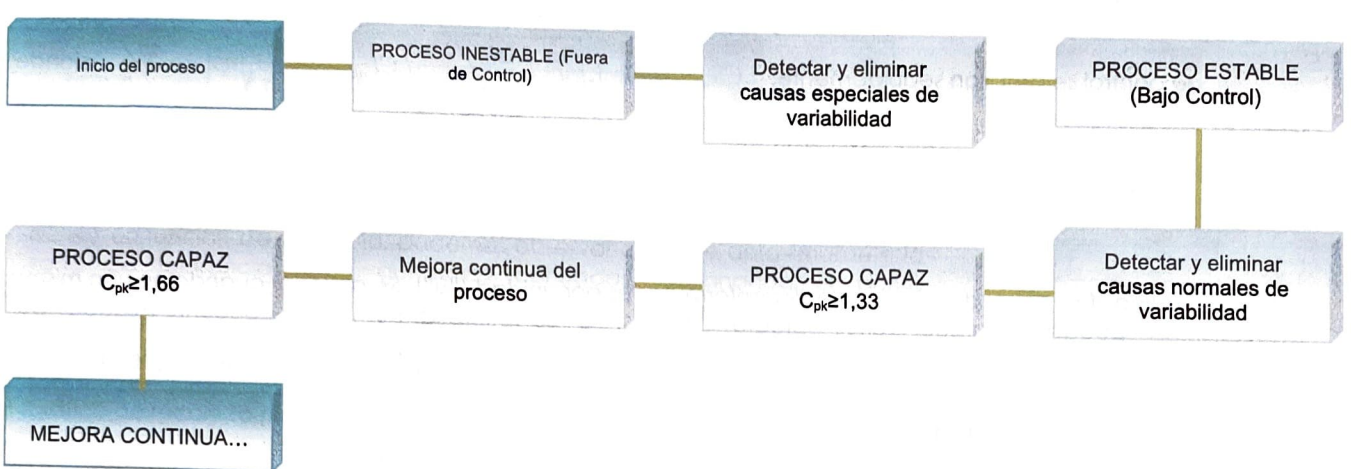 Inicio del proceso
PROCESO INESTABLE (Fuera
de Control)
Detectar y eliminar
causas especiales de
variabilidad
PROCESO ESTABLE
(Bajo Control)
Detectar y eliminar
causas normales de
variabilidad
PROCESO CAPAZ
Cpk≥1,33
Mejora continua del
proceso
PROCESO CAPAZ
Cpk≥1,66
MEJORA CONTINUA...